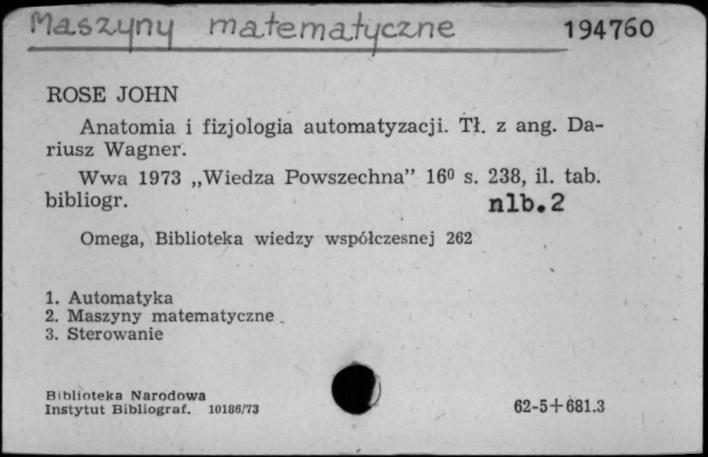 Maszyny matematyczne 194760
ROSE JOHN
Anatomia i fizjologia automatyzacji. Tł. z ang. Da-
riusz Wagner.
Wwa 1973 „Wiedza Powszechna” 16⁰ s. 238, il. tab.
bibliogr. nlb.2
Omega, Biblioteka wiedzy współczesnej 262
1. Automatyka
2. Maszyny matematyczne
3. Sterowanie
Biblioteka Narodowa
Instytut Bibliograf. 10186/73 62-5+681.3